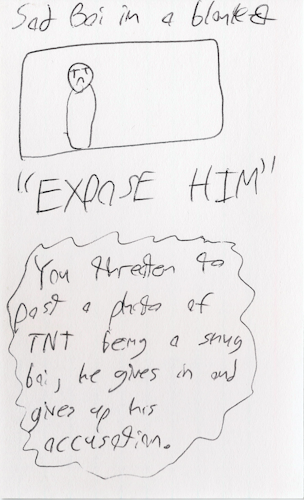 Sad Boi in a blanket
"EXPOSE HIM"
You threaten to
post a photo of
TNT being a snug
boi, he gives in and
gives up his
accusation.